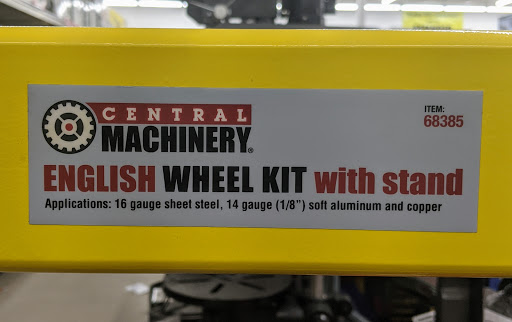 CENTRAL
MACHINERY®
ITEM:
68385
ENGLISH WHEEL KIT with stand
Applications: 16 gauge sheet steel, 14 gauge (1/8") soft aluminum and copper